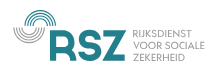 RSZ
RIJKSDIENST
VOOR SOCIALE
ZEKERHEID